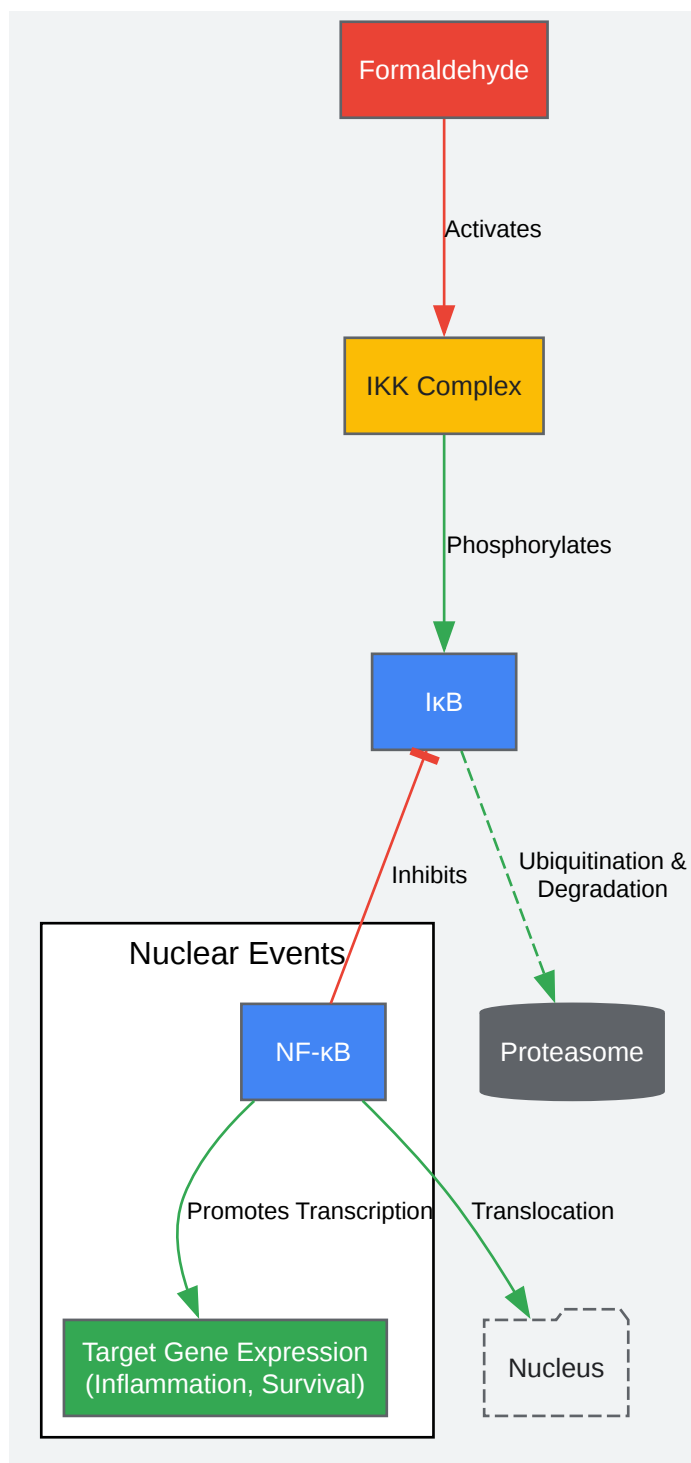 Formaldehyde
Activates
IKK Complex
Phosphorylates
IκB
Inhibits
Ubiquitination &
Degradation
Nuclear Events
NF-κB
Proteasome
Promotes Transcription
Translocation
Target Gene Expression
(Inflammation, Survival)
Nucleus